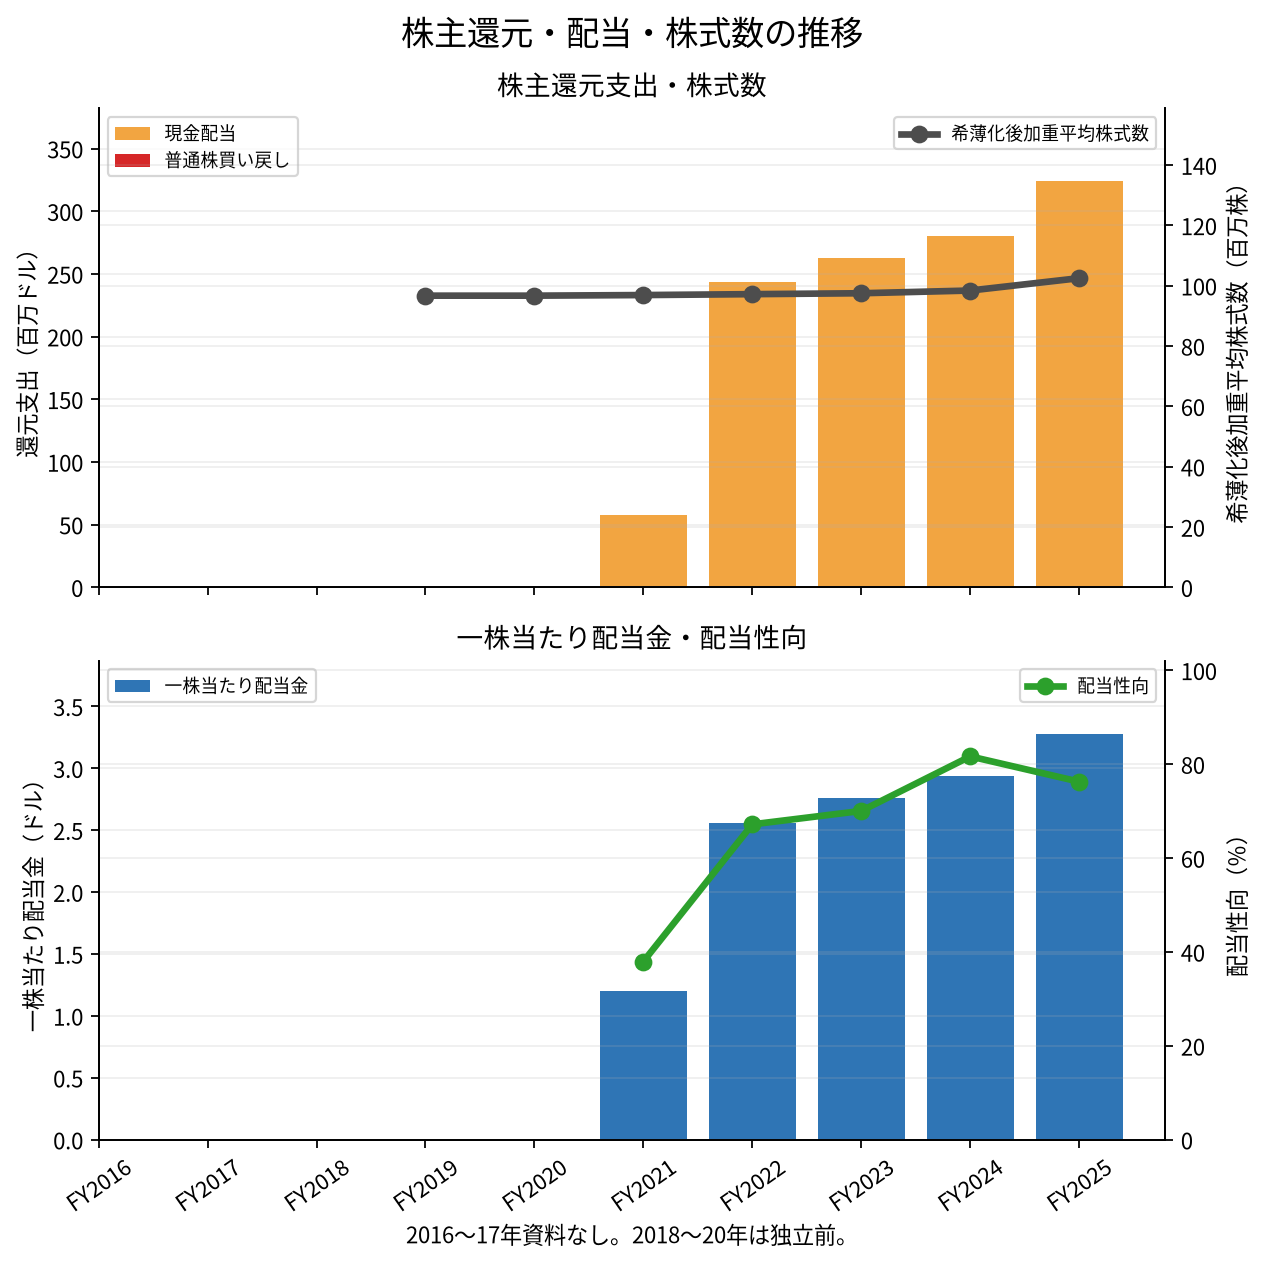 株主還元・配当・株式数の推移
株主還元支出・株式数
現金配当
普通株買い戻し
希薄化後加重平均株式数
還元支出（百万ドル）
350
300
250
200
150
100
50
0
140
120
100
80
60
40
20
0
希薄化後加重平均株式数（百万株）
一株当たり配当金・配当性向
一株当たり配当金
配当性向
一株当たり配当金（ドル）
3.5
3.0
2.5
2.0
1.5
1.0
0.5
0.0
100
80
60
40
20
0
配当性向（%）
FY2016
FY2017
FY2018
FY2019
FY2020
FY2021
FY2022
FY2023
FY2024
FY2025
2016～17年資料なし。2018～20年は独立前。